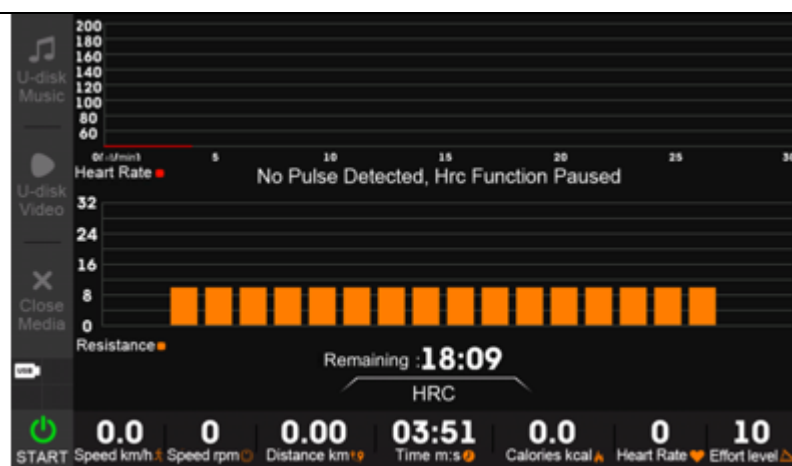 200
180
160
140
120
100
80
60
U-disk
Music
0 5 10 15 20 25 30
Heart Rate
No Pulse Detected, Hrc Function Paused
U-disk
Video
32
24
16
8
0
Close
Media
Resistance
Remaining :18:09
HRC
USB
START
0.0 0 0.00 03:51 0.0 0 10
Speed km/h Speed rpm Distance km Time m:s Calories kcal Heart Rate Effort level